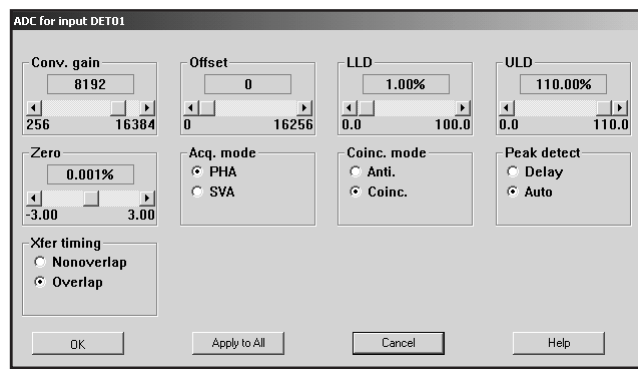 ADC for input DET01
Conv. gain
8192
256 16384
Offset
0
0 16256
LLD
1.00%
0.0 100.0
ULD
110.00%
0.0 110.0
Zero
0.001%
-3.00 3.00
Acq. mode
PHA
SVA
Coinc. mode
Anti.
Coinc.
Peak detect
Delay
Auto
Xfer timing
Nonoverlap
Overlap
OK
Apply to All
Cancel
Help